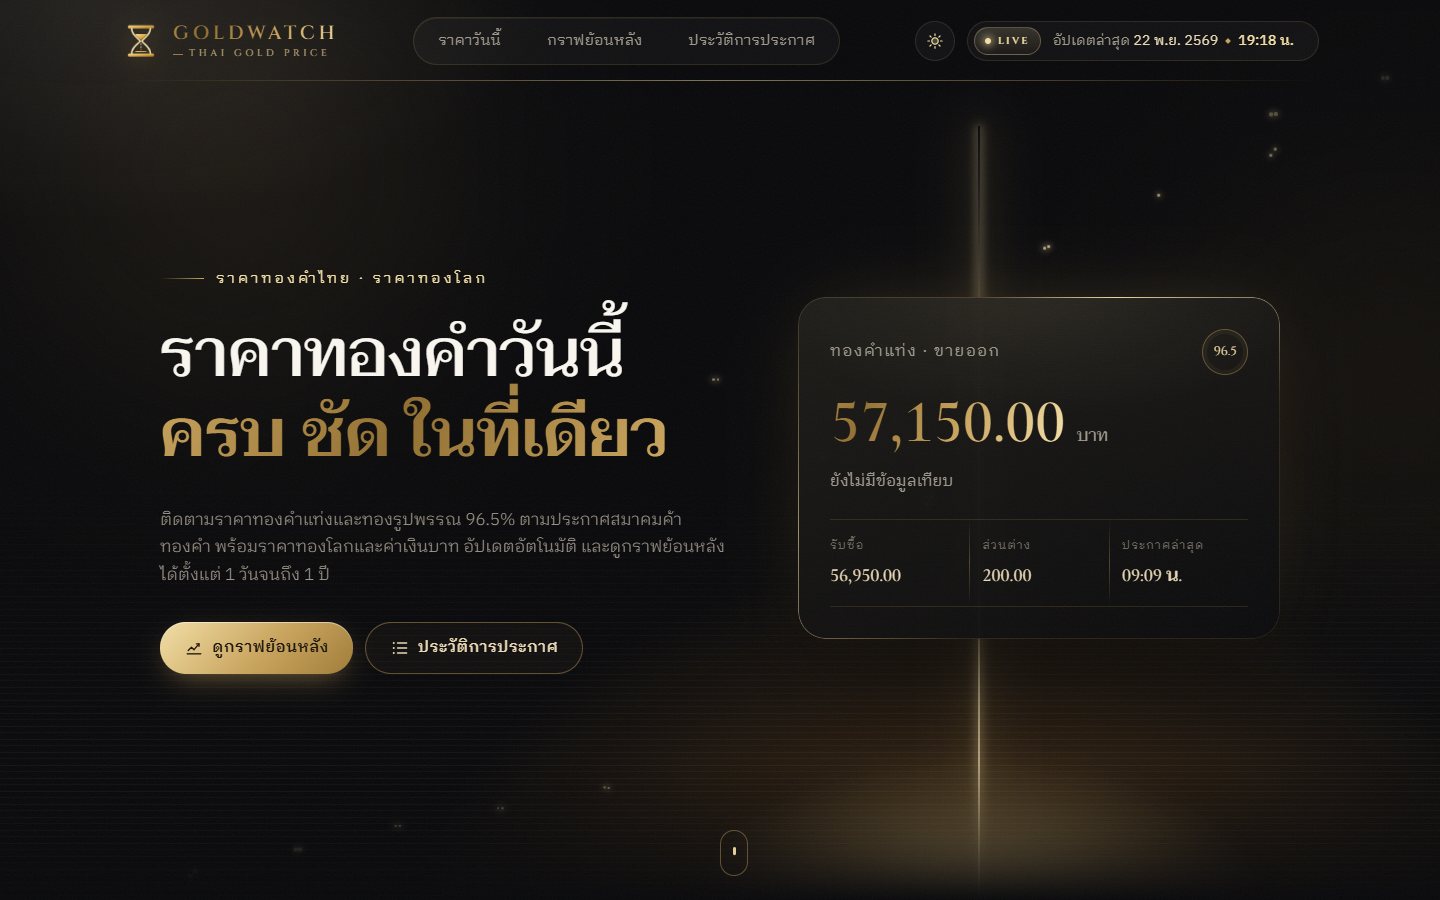 GOLDWATCH
THAI GOLD PRICE
ราคาวันนี้
กราฟย้อนหลัง
ประวัติการประกาศ
LIVE
อัปเดตล่าสุด 22 พ.ย. 2569 ◆ 19:18 น.
ราคาทองคำไทย · ราคาทองโลก
ราคาทองคำวันนี้
ครบ ชัด ในที่เดียว
ติดตามราคาทองคำแท่งและทองรูปพรรณ 96.5% ตามประกาศสมาคมค้า
ทองคำ พร้อมราคาทองโลกและค่าเงินบาท อัปเดตอัตโนมัติ และดูกราฟย้อนหลัง
ได้ตั้งแต่ 1 วันจนถึง 1 ปี
ดูกราฟย้อนหลัง
ประวัติการประกาศ
ทองคำแท่ง · ขายออก
96.5
57,150.00 บาท
ยังไม่มีข้อมูลเทียบ
รับซื้อ
56,950.00
ส่วนต่าง
200.00
ประกาศล่าสุด
09:09 น.